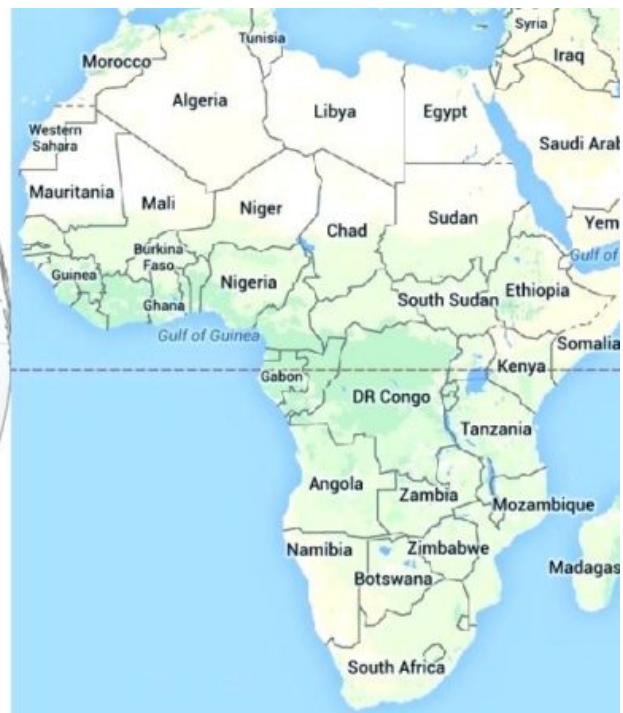 Syria
Tunisia
Morocco
Iraq
Algeria
Libya
Egypt
Western
Sahara
Saudi Arab
Mauritania
Mali
Niger
Chad
Sudan
Yem
Burkina
Faso
Gulf of
Guinea
Nigeria
Ethiopia
South Sudan
Ghana
Gulf of Guinea
Somalia
Kenya
Gabon
DR Congo
Tanzania
Angola
Zambia
Mozambique
Namibia
Zimbabwe
Madagas
Botswana
South Africa